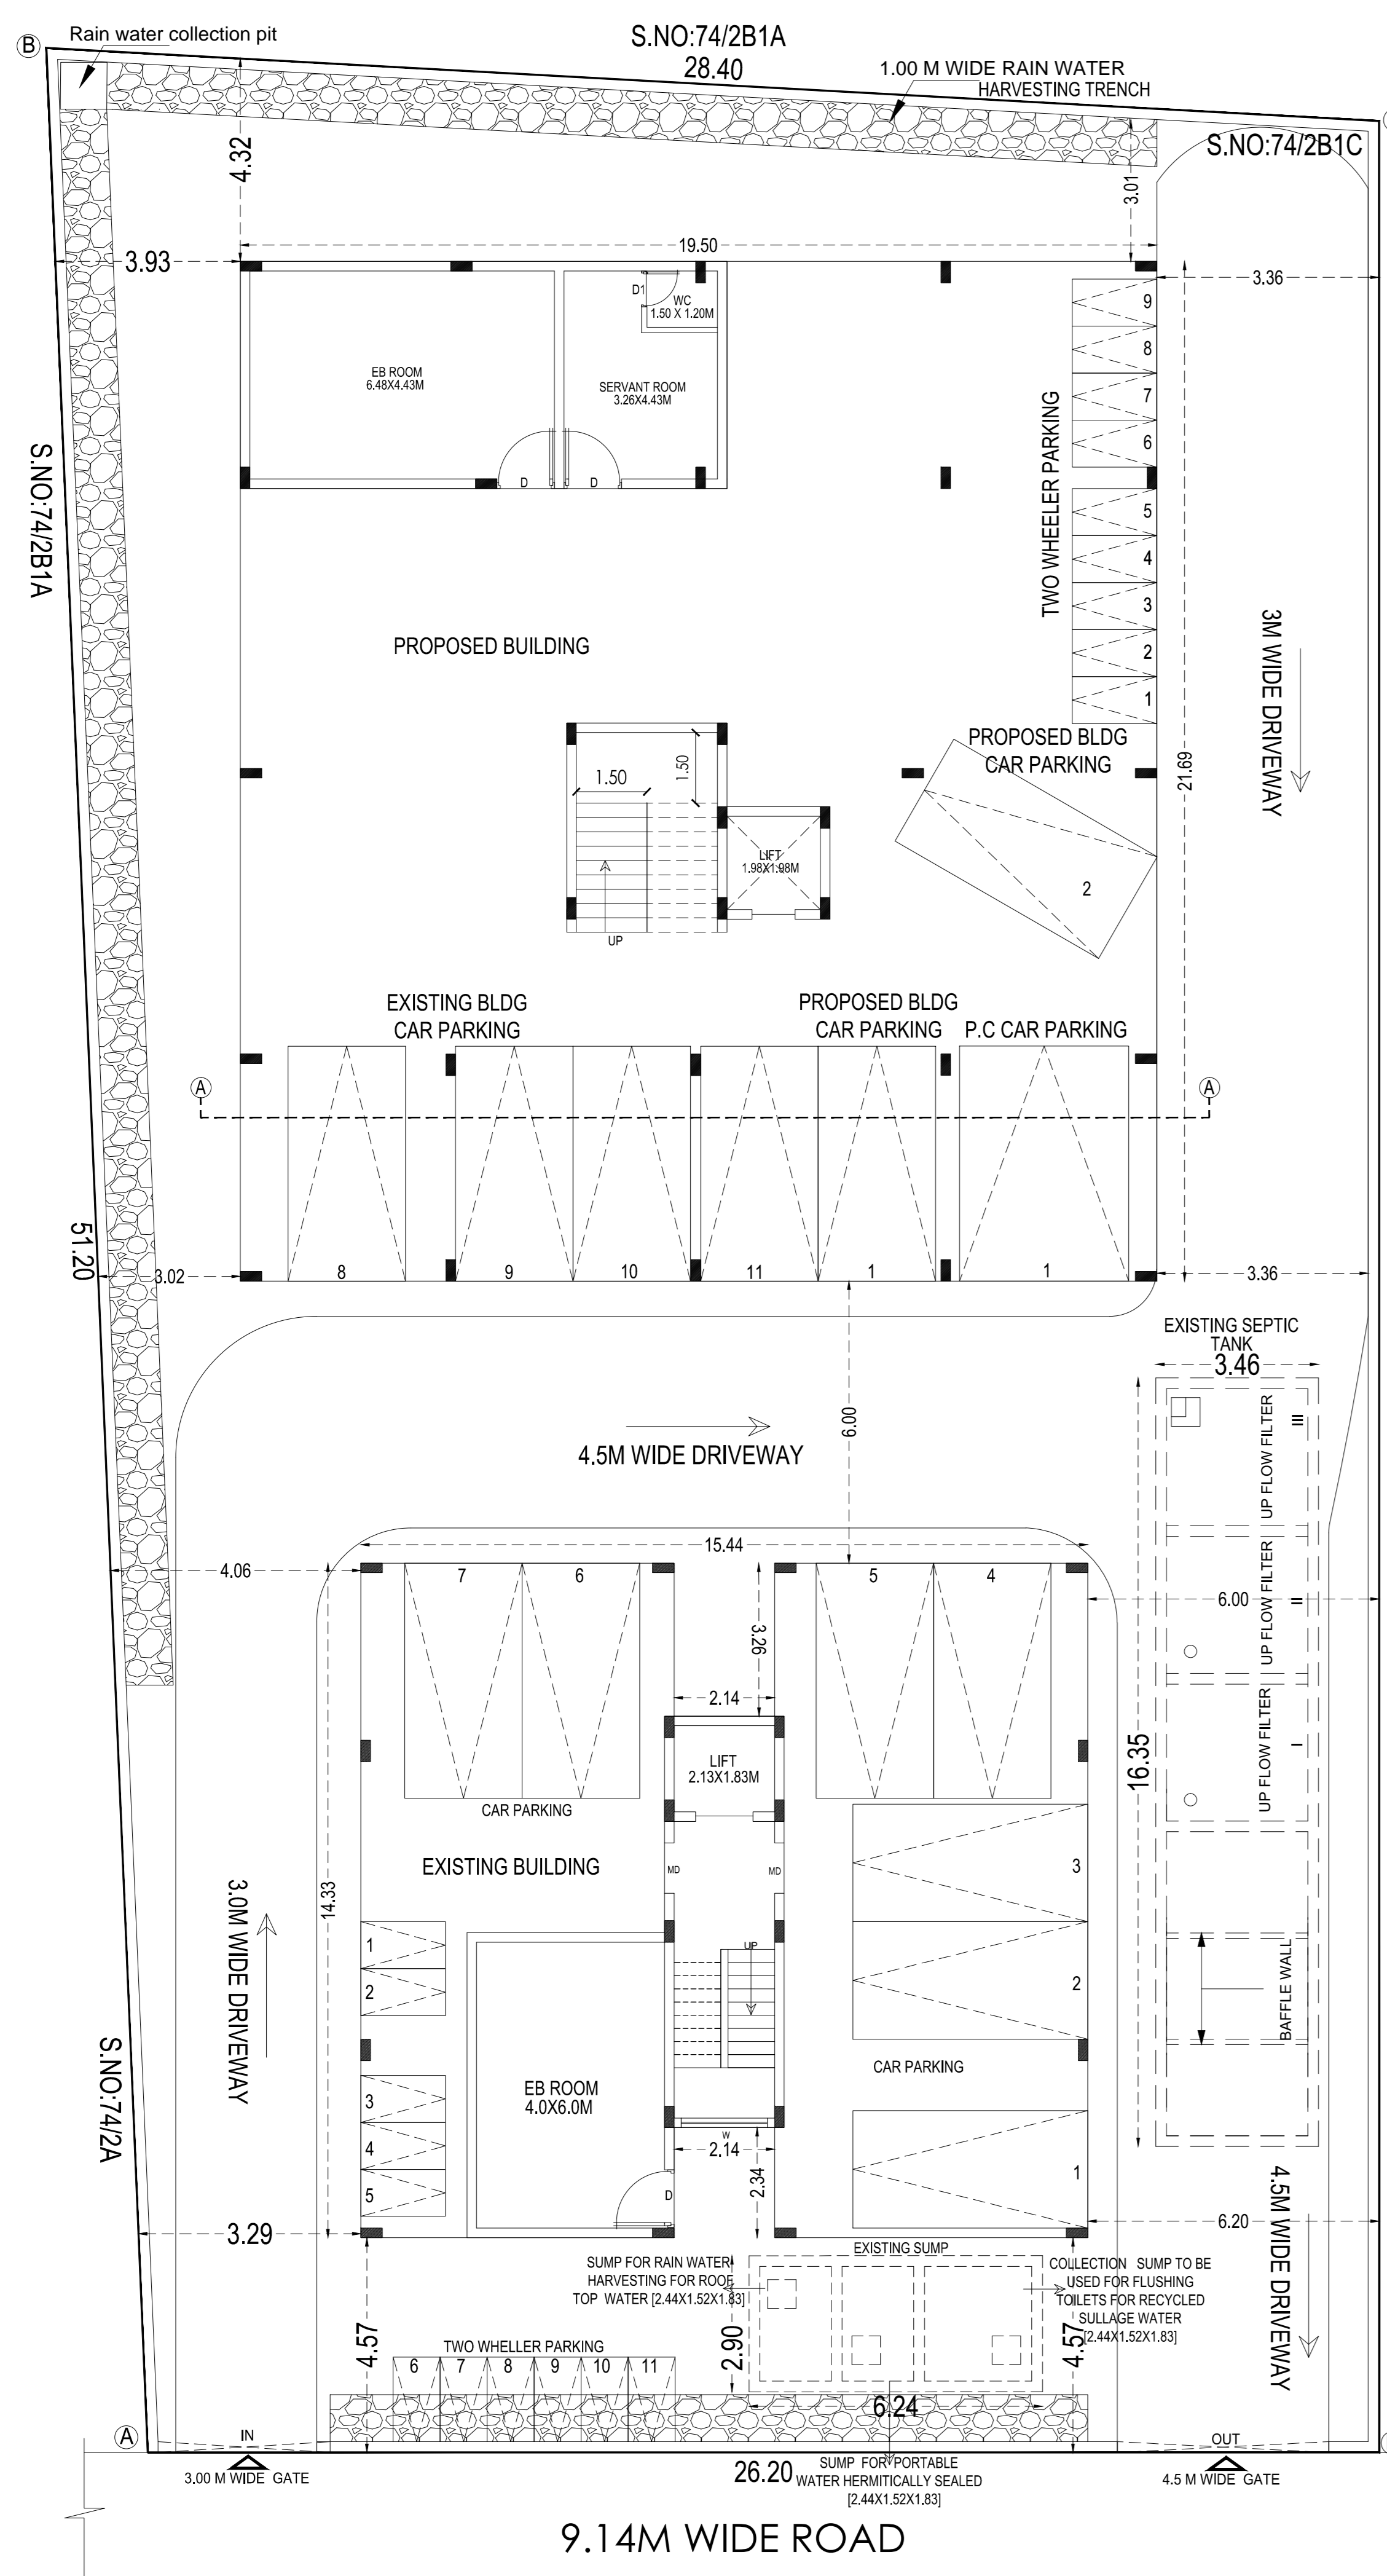 Rain water collection pit
B
S.NO:74/2B1A
28.40
1.00 M WIDE RAIN WATER
HARVESTING TRENCH
S.NO:74/2B1C
4.32
3.01
19.50
3.93
3.36
D1
WC
1.50 X 1.20M
EB ROOM
6.48X4.43M
SERVANT ROOM
3.26X4.43M
D
D
9
8
7
6
5
4
3
2
1
TWO WHEELER PARKING
S.NO:74/2B1A
PROPOSED BUILDING
3M WIDE DRIVEWAY
PROPOSED BLDG
CAR PARKING
21.69
1.50
1.50
LIFT
1.98X1.98M
2
UP
EXISTING BLDG
CAR PARKING
PROPOSED BLDG
CAR PARKING
P.C CAR PARKING
A
A
51.20
3.02
8
9
10
11
1
1
3.36
EXISTING SEPTIC
TANK
3.46
6.00
4.5M WIDE DRIVEWAY
UP FLOW FILTER
III
15.44
4.06
7
6
5
4
UP FLOW FILTER
II
6.00
3.26
2.14
UP FLOW FILTER
I
16.35
LIFT
2.13X1.83M
CAR PARKING
EXISTING BUILDING
MD
MD
3
14.33
3.0M WIDE DRIVEWAY
1
2
UP
2
BAFFLE WALL
S.NO:74/2A
EB ROOM
4.0X6.0M
CAR PARKING
3
4
5
W
2.14
2.34
D
1
3.29
6.20
4.5M WIDE DRIVEWAY
EXISTING SUMP
SUMP FOR RAIN WATER
HARVESTING FOR ROOF
TOP WATER [2.44X1.52X1.83]
COLLECTION SUMP TO BE
USED FOR FLUSHING
TOILETS FOR RECYCLED
SULLAGE WATER
[2.44X1.52X1.83]
4.57
2.90
4.57
TWO WHELLER PARKING
6
7
8
9
10
11
6.24
A
IN
OUT
3.00 M WIDE GATE
26.20
SUMP FOR PORTABLE
WATER HERMITICALLY SEALED
[2.44X1.52X1.83]
4.5 M WIDE GATE
9.14M WIDE ROAD